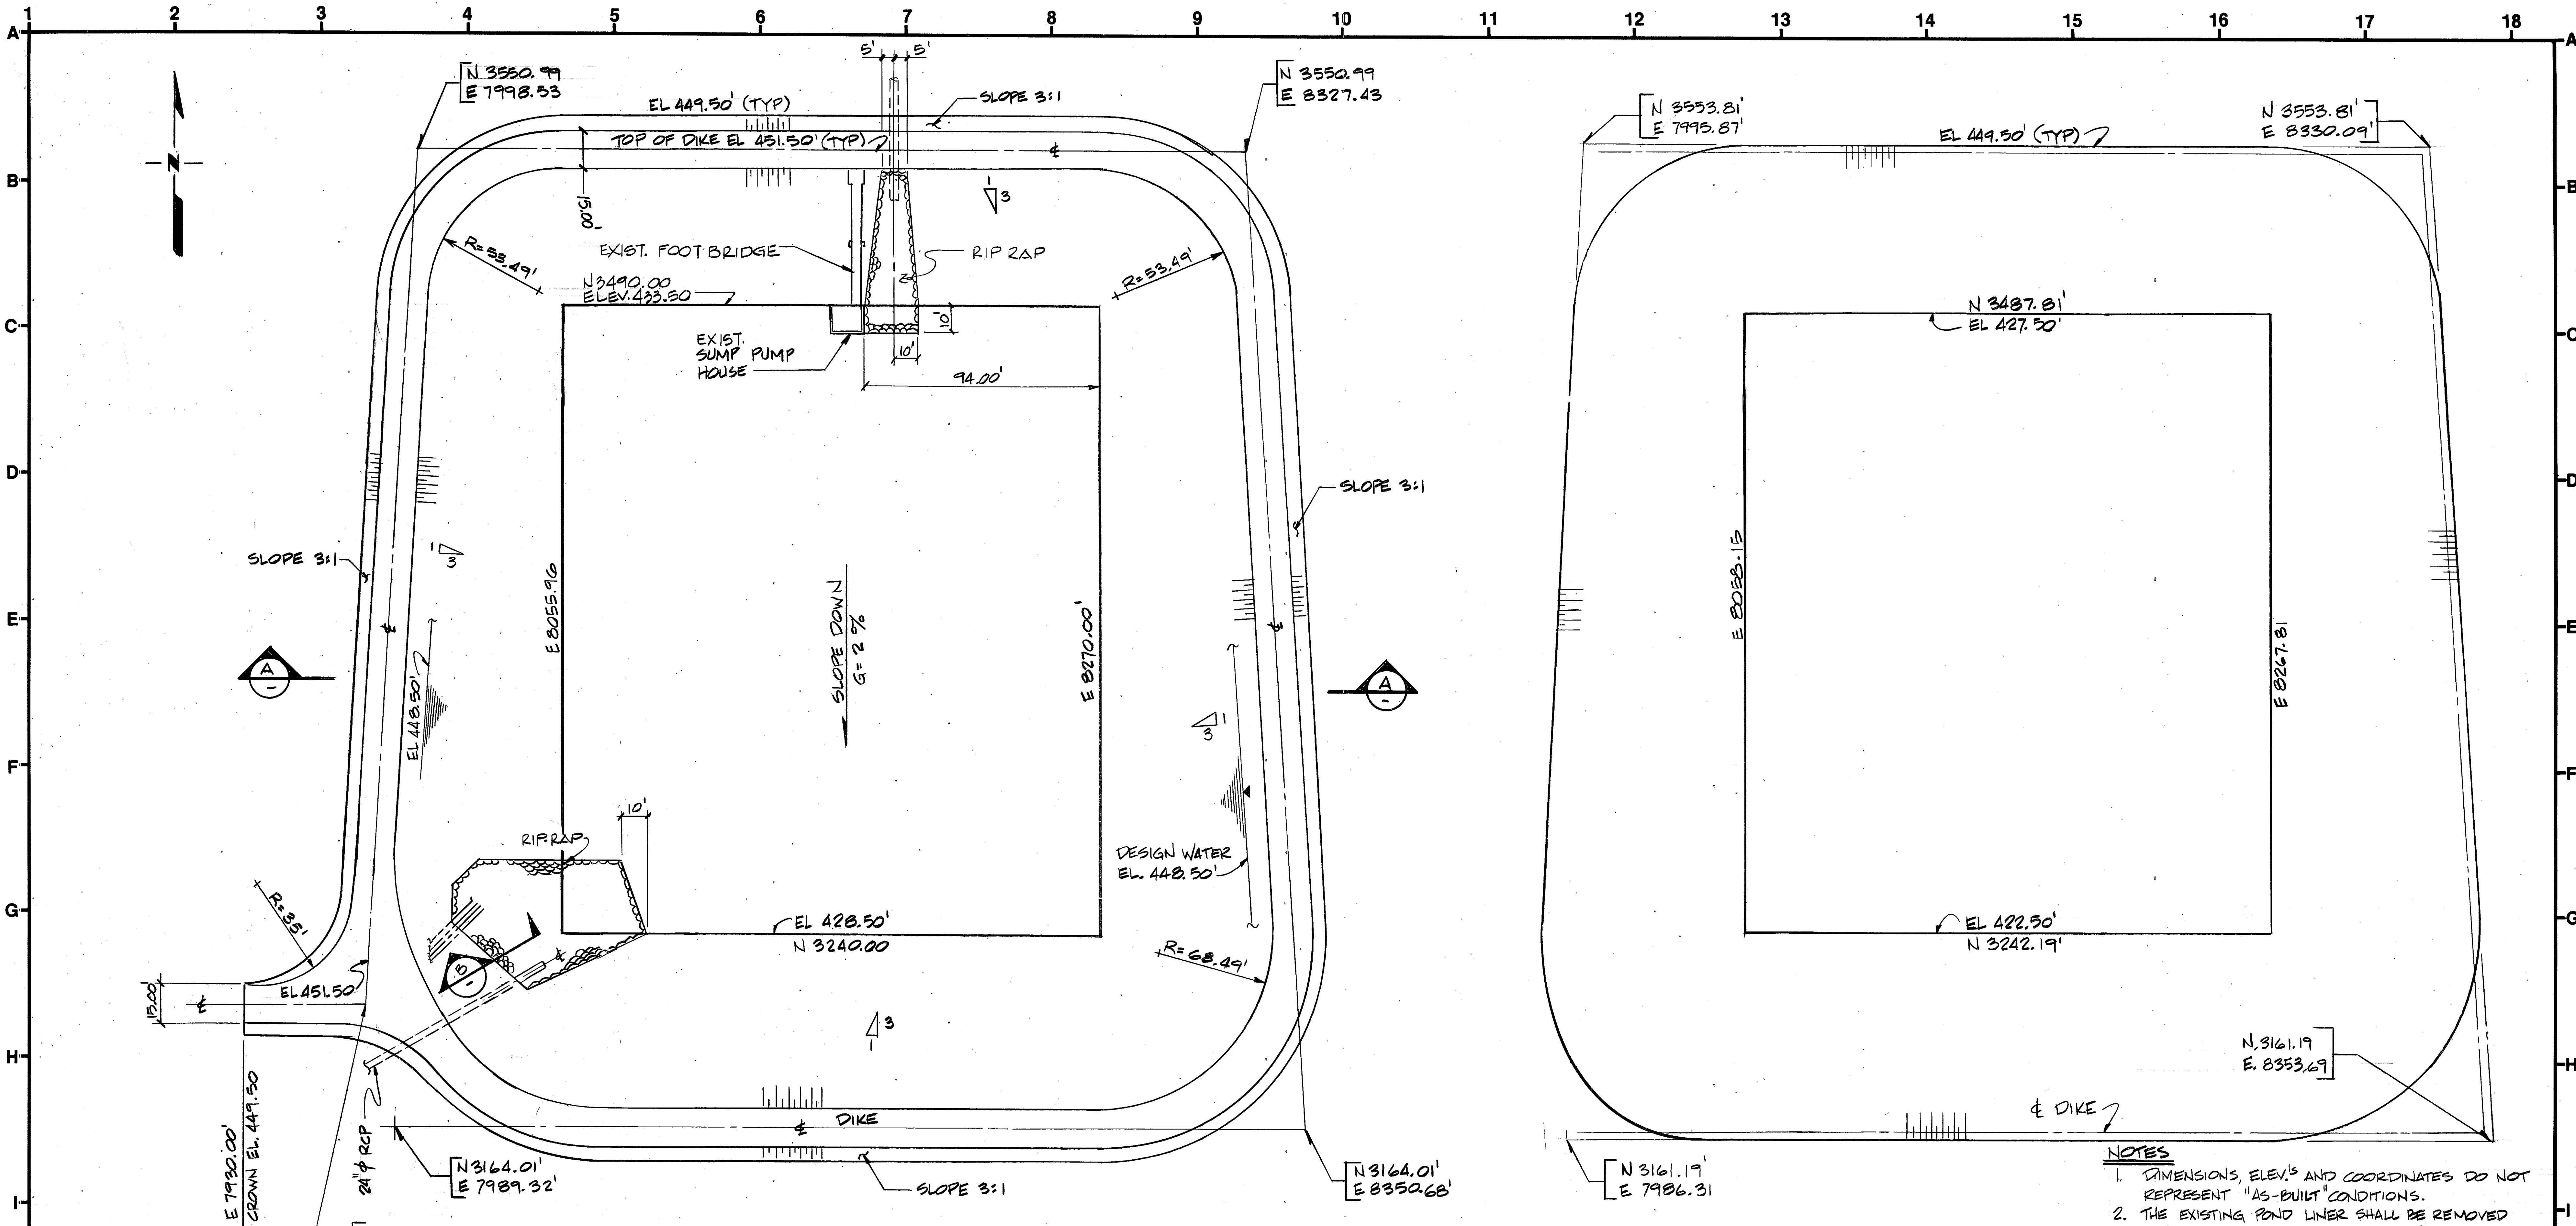 1 2 3 4 5 6 7 8 9 10 11 12 13 14 15 16 17 18
A
A
B
B
C
C
D
D
E
E
F
F
G
G
H
H
I
I
N
N 3550.99
E 7998.53
EL 449.50' (TYP)
TOP OF DIKE EL 451.50' (TYP)
5' 5'
SLOPE 3:1
N 3550.99
E 8327.43
℄
15.00'
1
3
R=53.49'
EXIST. FOOT BRIDGE
RIP RAP
R=53.49'
N3490.00
ELEV. 433.50
EXIST.
SUMP PUMP
HOUSE
10'
10'
94.00'
SLOPE 3:1
SLOPE 3:1
1
3
E 8055.96
SLOPE DOWN
G = 2 %
E 8270.00'
℄
℄
A
-
A
-
EL 448.50'
1
3
10'
RIP-RAP
DESIGN WATER
EL. 448.50'
R=35'
EL 428.50'
N 3240.00
R=68.49'
B
-
℄
15.00'
℄
EL 451.50
3
1
E 7930.00'
CROWN EL. 449.50
24"⌀ RCP
DIKE
℄
N3164.01'
E 7989.32'
SLOPE 3:1
N3164.01'
E 8350.68'
N 3553.81'
E 7995.87'
EL 449.50' (TYP)
N 3553.81'
E 8330.09'
N 3487.81'
EL 427.50'
E 8058.15
E 8267.81
EL 422.50'
N 3242.19'
N. 3161.19
E. 8353.69
℄ DIKE
N 3161.19'
E 7986.31
NOTES
1. DIMENSIONS, ELEV.'S AND COORDINATES DO NOT
REPRESENT "AS-BUILT" CONDITIONS.
2. THE EXISTING POND LINER SHALL BE REMOVED